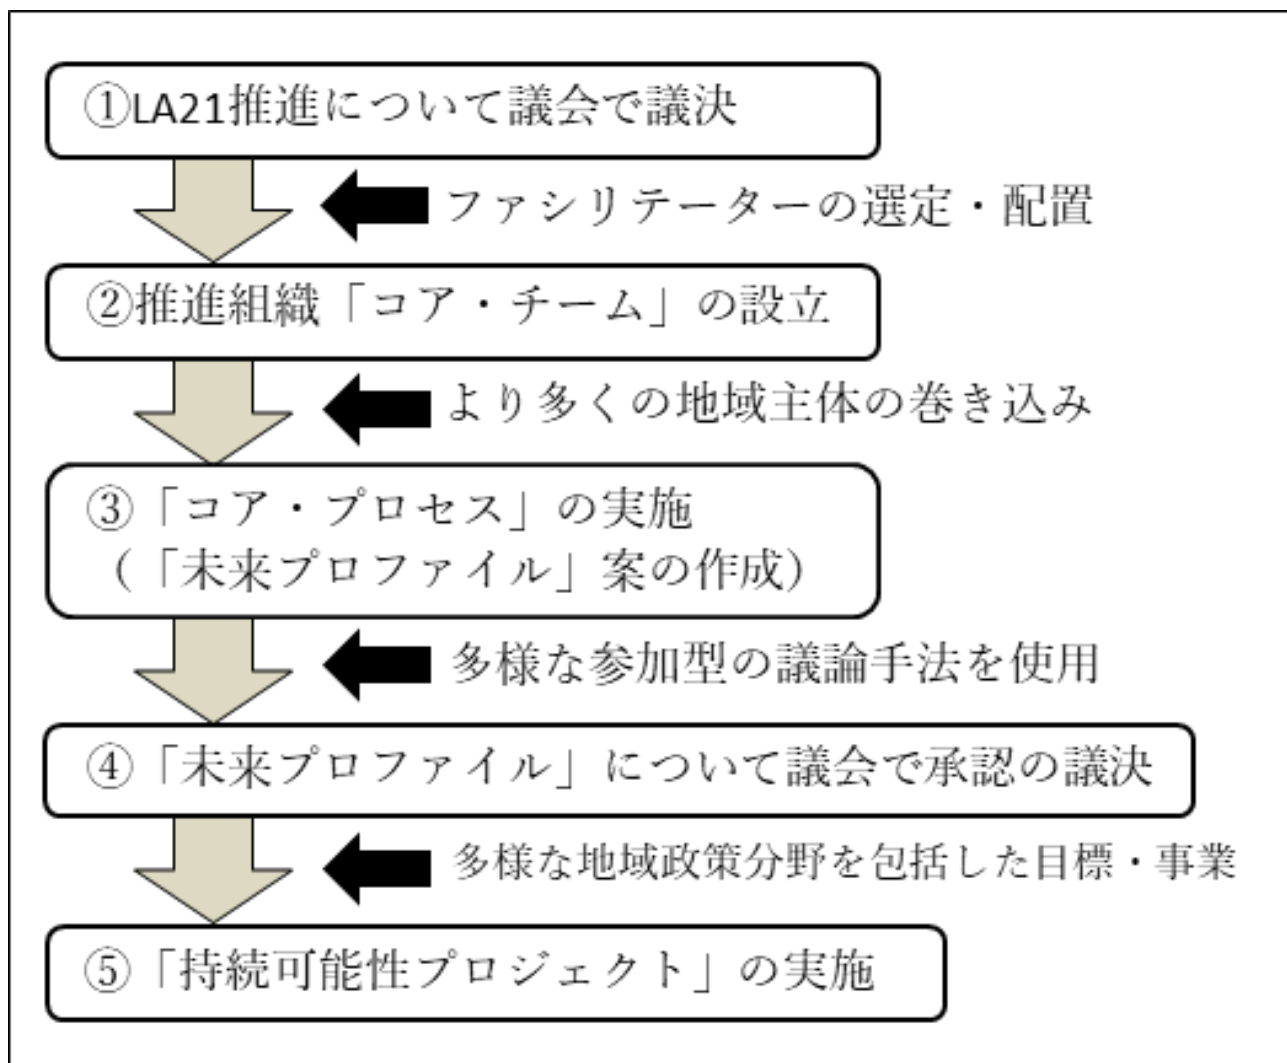 ①LA21推進について議会で議決
ファシリテーターの選定・配置
②推進組織「コア・チーム」の設立
より多くの地域主体の巻き込み
③「コア・プロセス」の実施
（「未来プロファイル」案の作成）
多様な参加型の議論手法を使用
④「未来プロファイル」について議会で承認の議決
多様な地域政策分野を包括した目標・事業
⑤「持続可能性プロジェクト」の実施